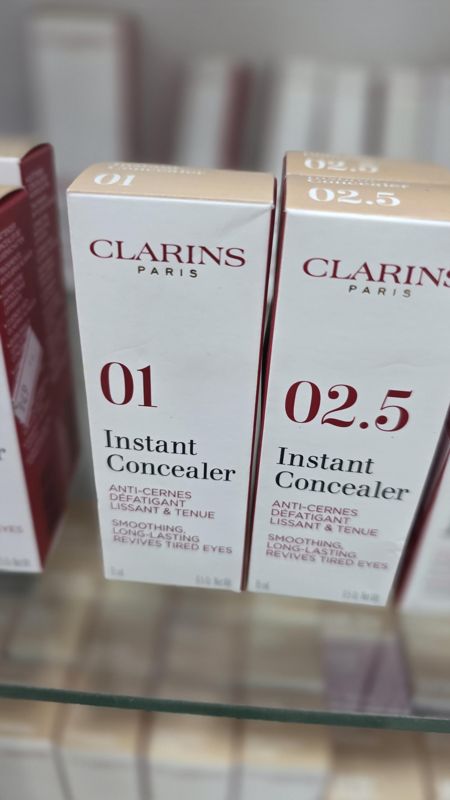 01
02.5
02.5
CLARINS
PARIS
01
Instant
Concealer
ANTI-CERNES
DÉFATIGANT
LISSANT & TENUE
SMOOTHING,
LONG-LASTING
REVIVES TIRED EYES
CLARINS
PARIS
02.5
Instant
Concealer
ANTI-CERNES
DÉFATIGANT
LISSANT & TENUE
SMOOTHING,
LONG-LASTING
REVIVES TIRED EYES